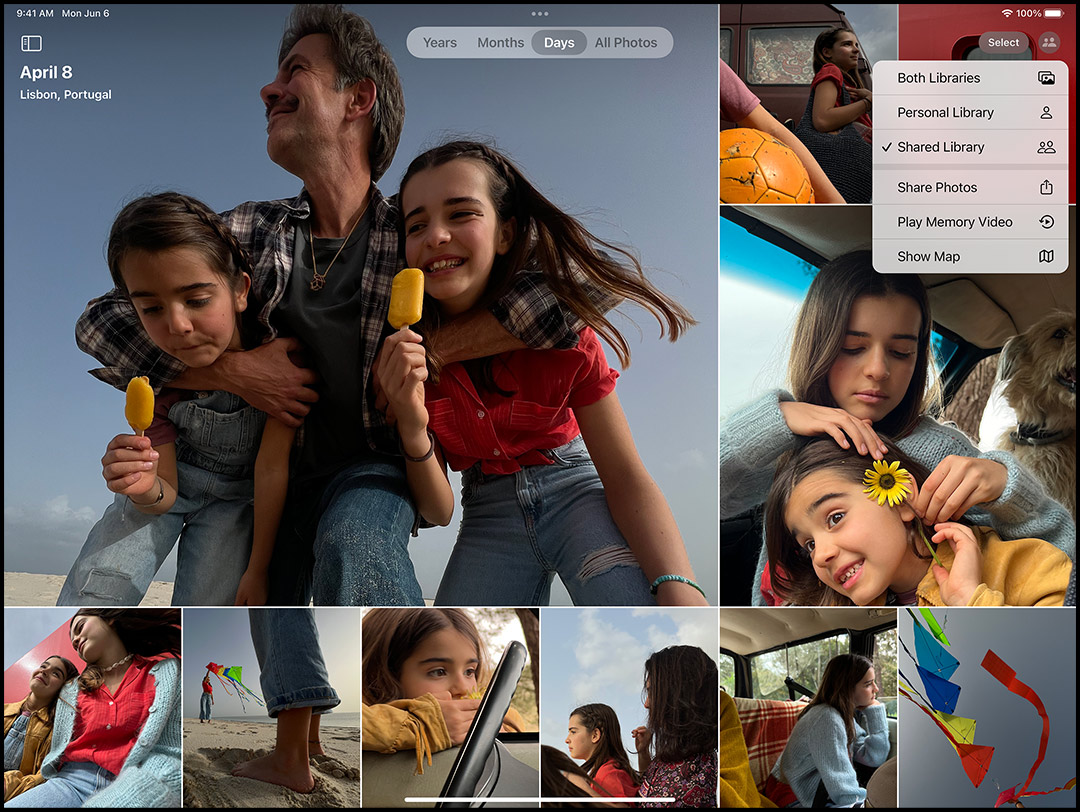 9:41 AM Mon Jun 6
100%
Years Months Days All Photos
Select
April 8
Lisbon, Portugal
Both Libraries
Personal Library
Shared Library
Share Photos
Play Memory Video
Show Map